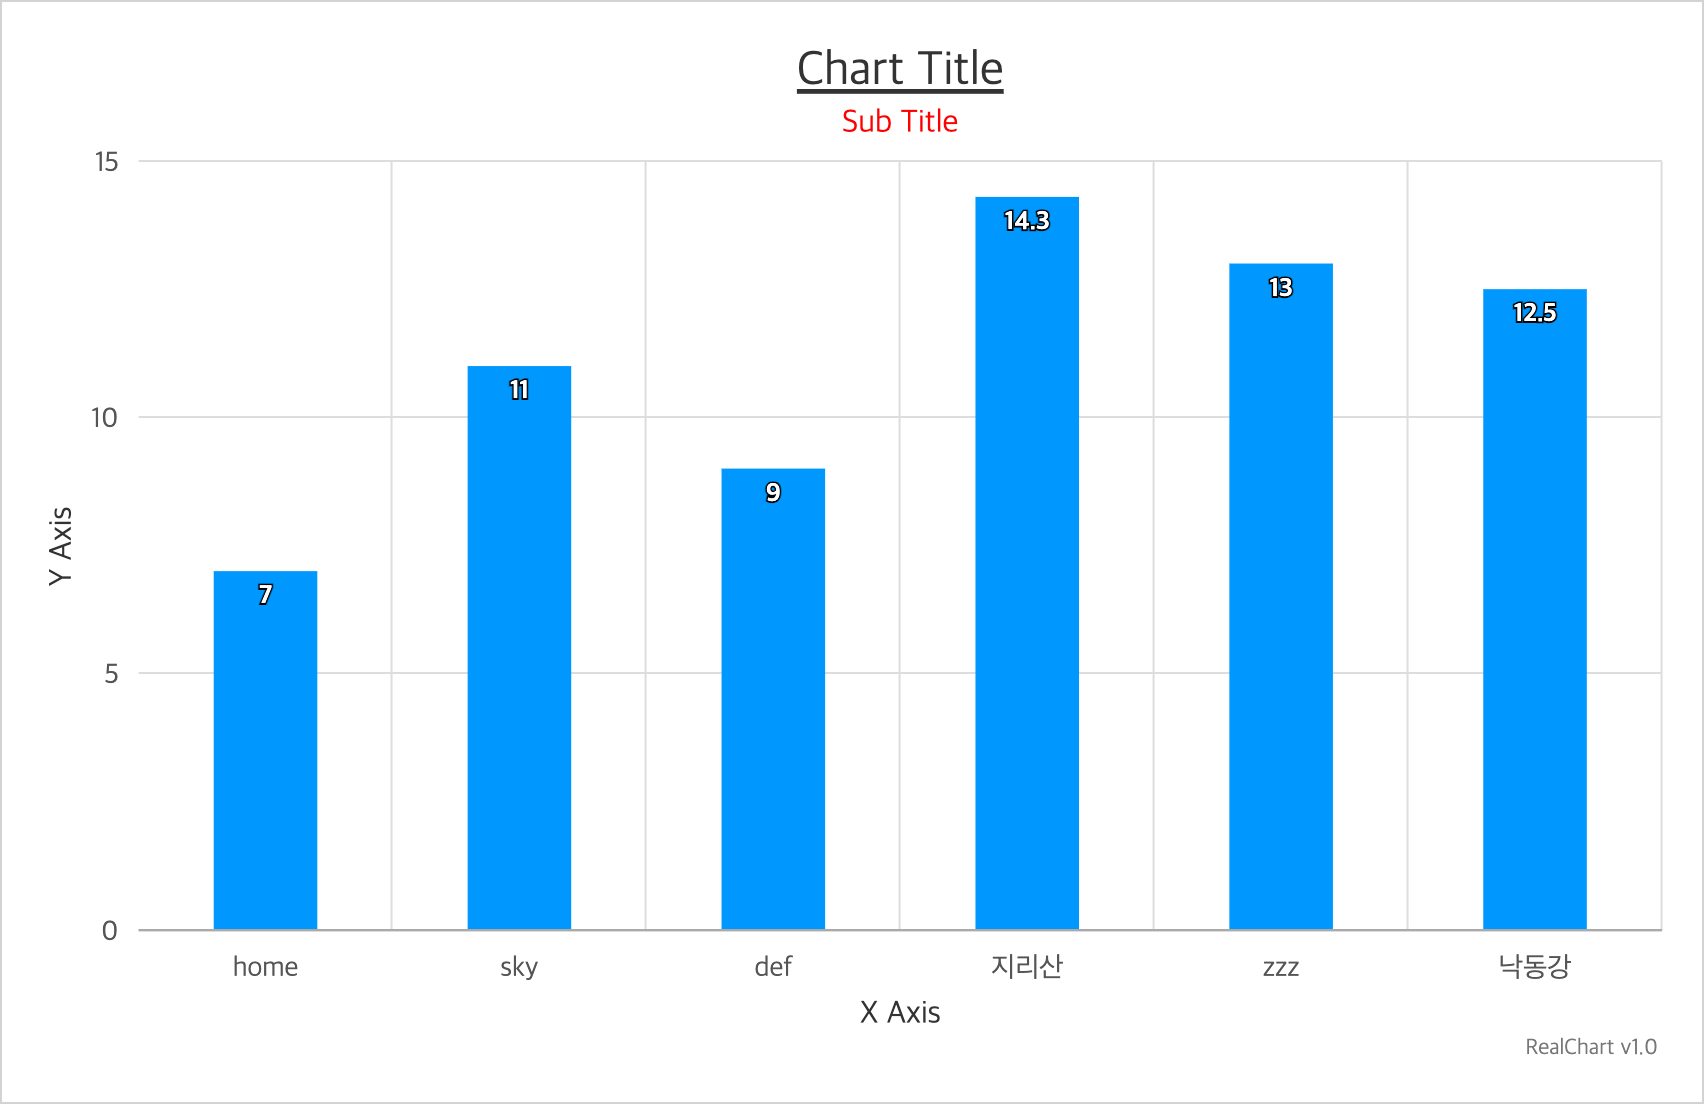 Chart Title
Sub Title
15
10
5
0
Y Axis
7
11
9
14.3
13
12.5
home
sky
def
지리산
zzz
낙동강
X Axis
RealChart v1.0